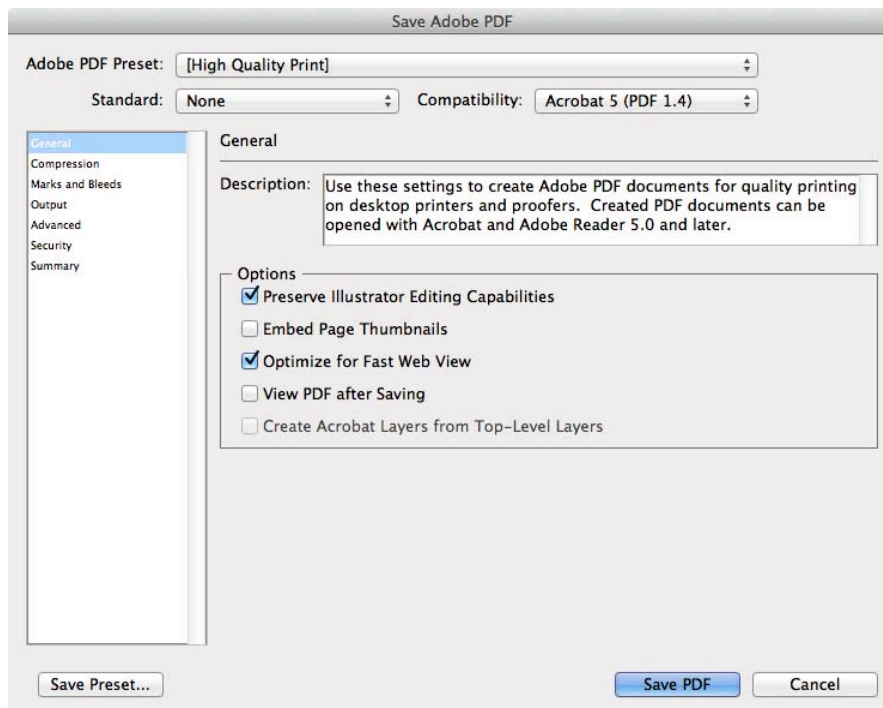 Save Adobe PDF
Adobe PDF Preset: [High Quality Print]
Standard: None Compatibility: Acrobat 5 (PDF 1.4)
General
Compression
Marks and Bleeds
Output
Advanced
Security
Summary
General
Description: Use these settings to create Adobe PDF documents for quality printing
on desktop printers and proofers. Created PDF documents can be
opened with Acrobat and Adobe Reader 5.0 and later.
Options
Preserve Illustrator Editing Capabilities
Embed Page Thumbnails
Optimize for Fast Web View
View PDF after Saving
Create Acrobat Layers from Top-Level Layers
Save Preset... Save PDF Cancel